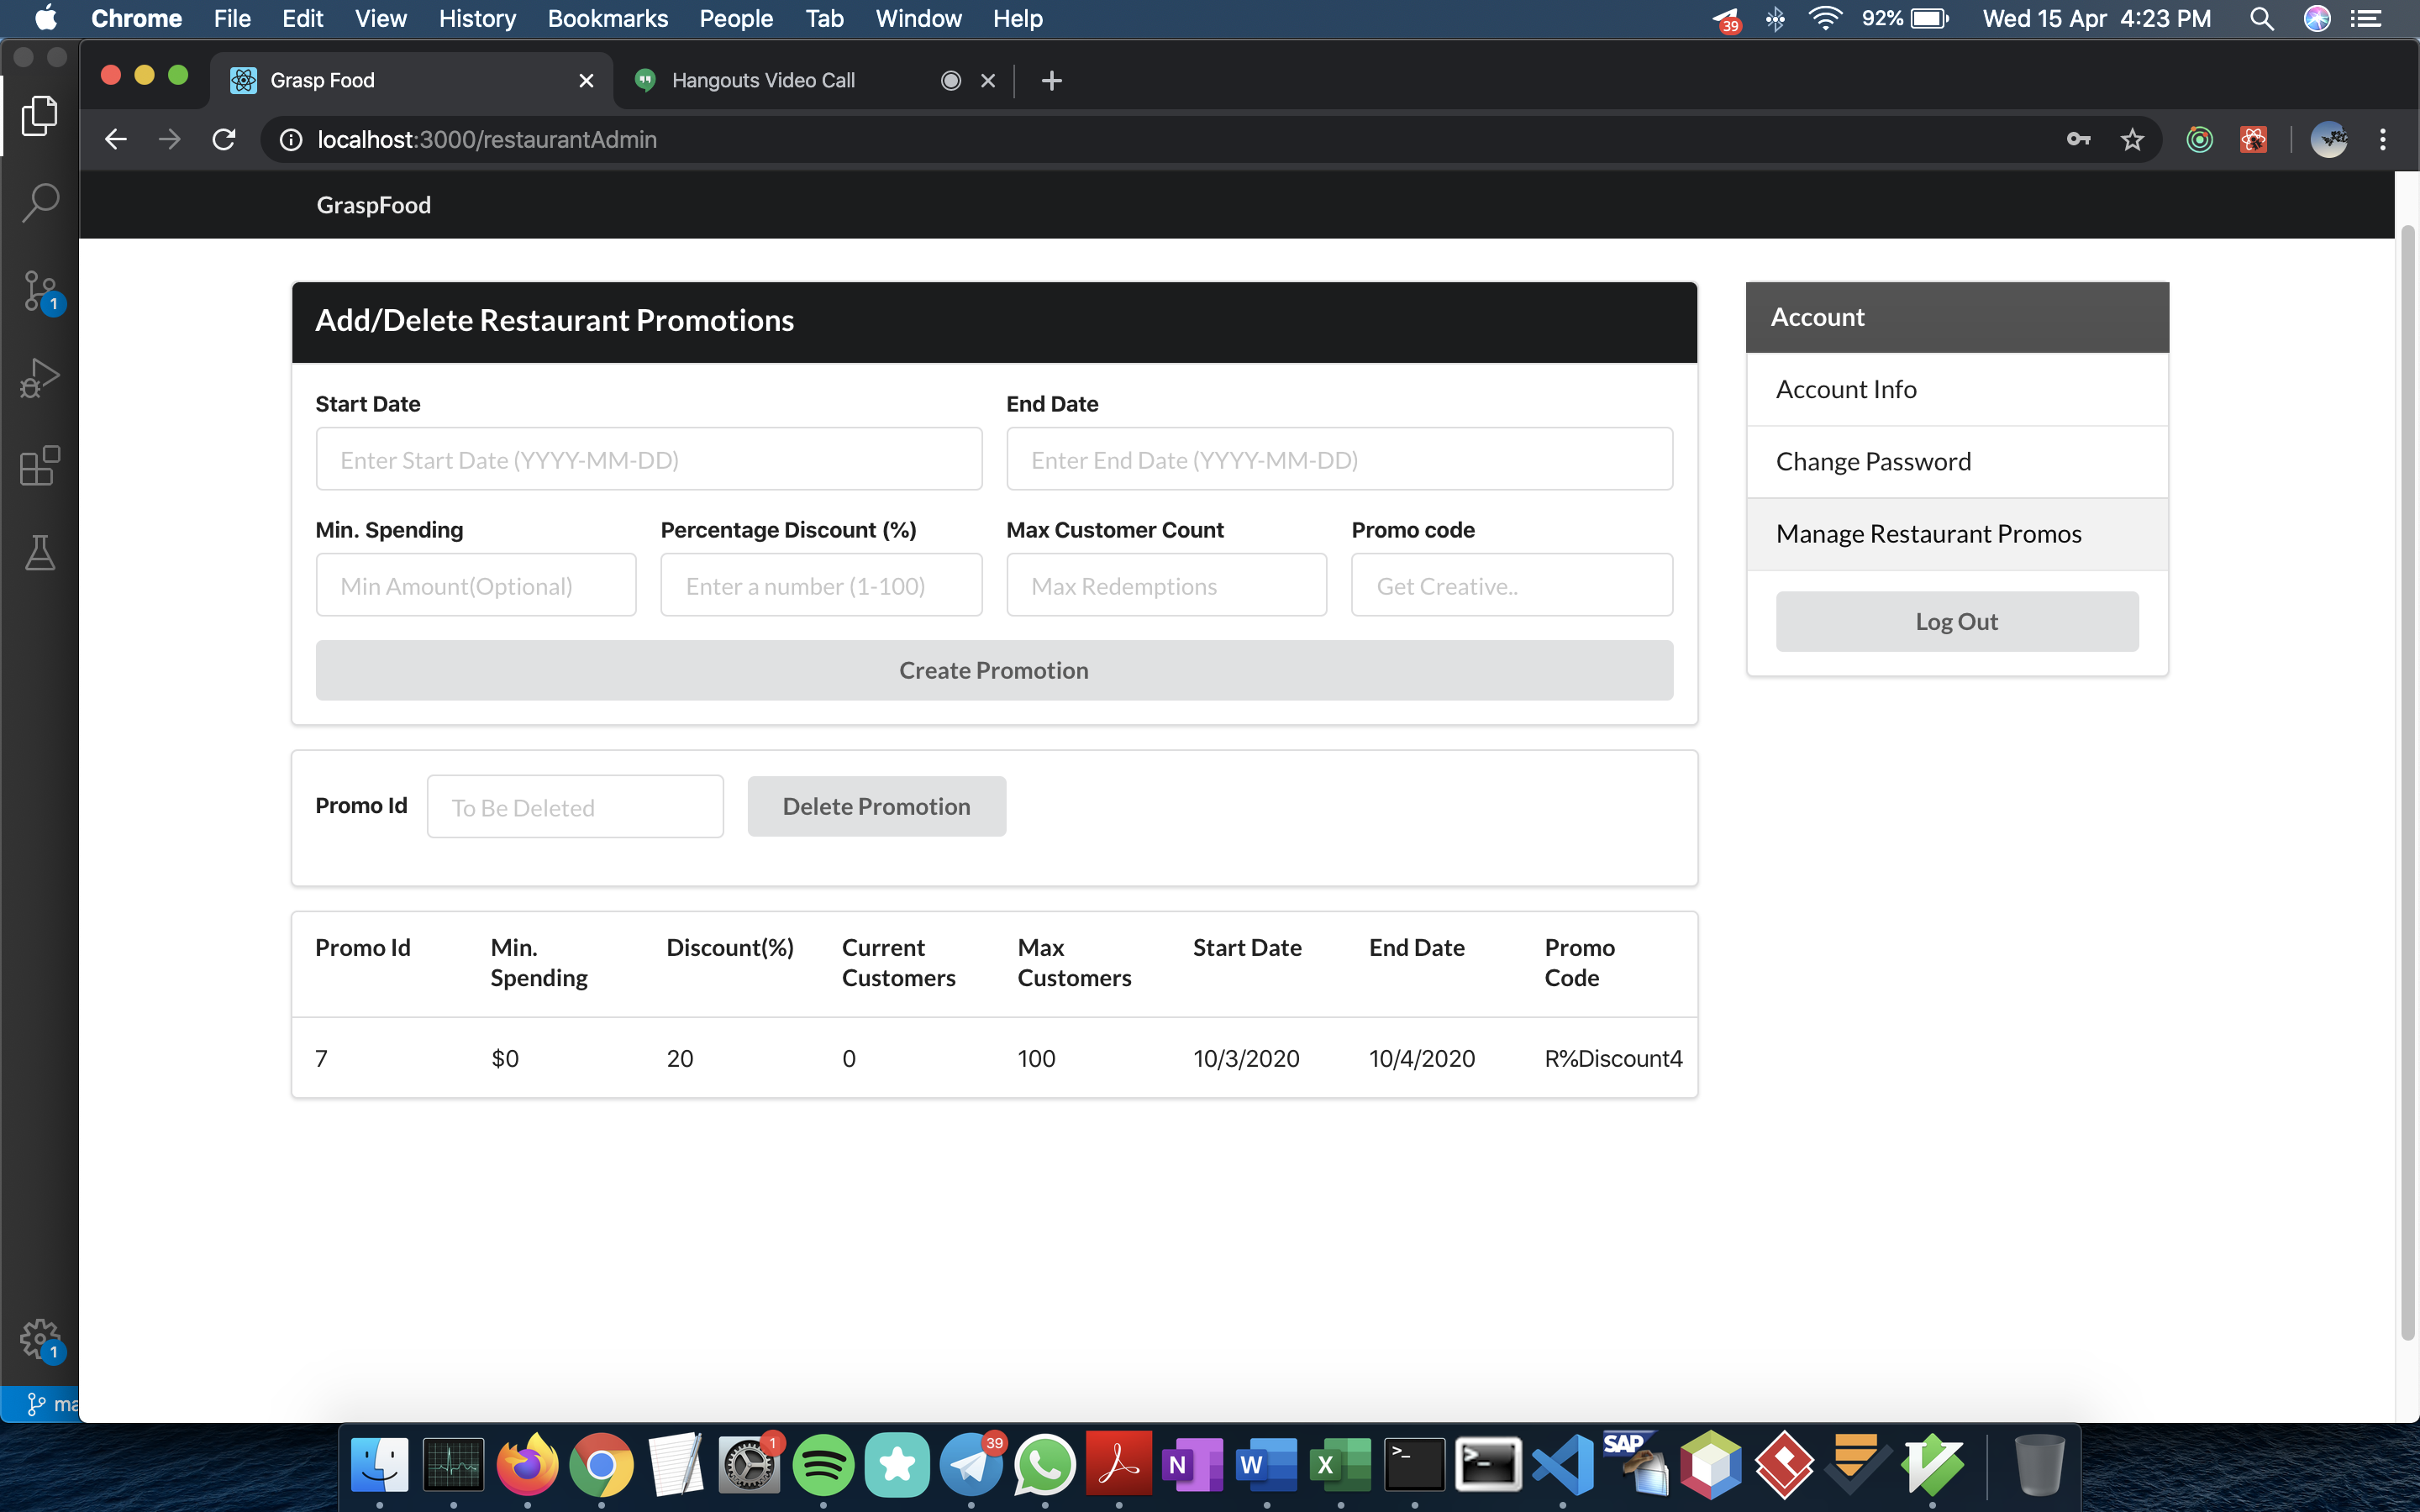 Chrome File Edit View History Bookmarks People Tab Window Help 39 92% Wed 15 Apr 4:23 PM
Grasp Food Hangouts Video Call
localhost:3000/restaurantAdmin
GraspFood
Add/Delete Restaurant Promotions
Start Date End Date
Enter Start Date (YYYY-MM-DD) Enter End Date (YYYY-MM-DD)
Min. Spending Percentage Discount (%) Max Customer Count Promo code
Min Amount(Optional) Enter a number (1-100) Max Redemptions Get Creative..
Create Promotion
Account
Account Info
Change Password
Manage Restaurant Promos
Log Out
Promo Id To Be Deleted Delete Promotion
Promo Id Min. Spending Discount(%) Current Customers Max Customers Start Date End Date Promo Code
7 $0 20 0 100 10/3/2020 10/4/2020 R%Discount4
1
1
ma
1 39 N W X >_ >_ SAP